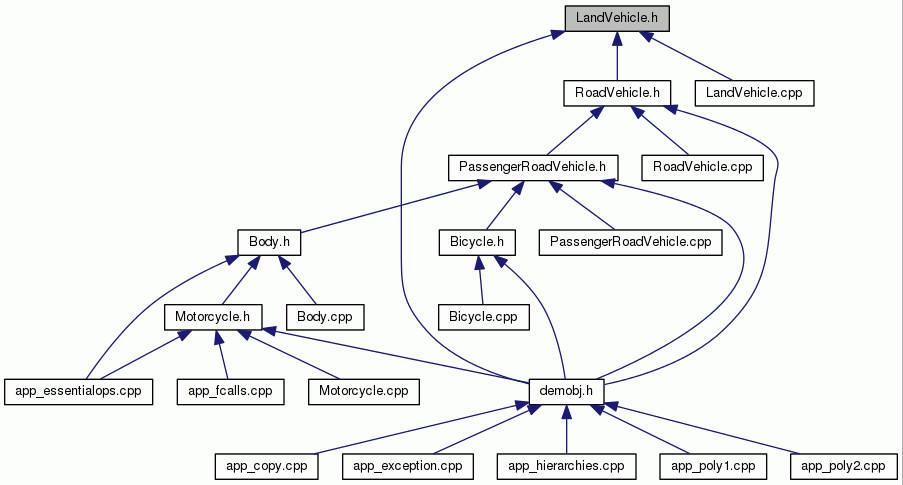 LandVehicle.h
RoadVehicle.h
LandVehicle.cpp
PassengerRoadVehicle.h
RoadVehicle.cpp
Body.h
Bicycle.h
PassengerRoadVehicle.cpp
Motorcycle.h
Body.cpp
Bicycle.cpp
app_essentialops.cpp
app_fcalls.cpp
Motorcycle.cpp
demobj.h
app_copy.cpp
app_exception.cpp
app_hierarchies.cpp
app_poly1.cpp
app_poly2.cpp